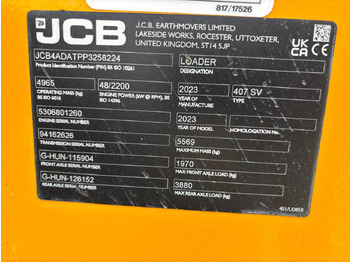 817/17526
JCB
J.C.B. EARTHMOVERS LIMITED
LAKESIDE WORKS, ROCESTER, UTTOXETER,
UNITED KINGDOM, ST14 5JP
UK CA
CE
JCB4ADATPP3258224
Product Identification Number (PIN) BS ISO 10261
LOADER
DESIGNATION
4965
OPERATING MASS (kg)
BS ISO 6016
48/2200
ENGINE POWER (kW @ RPM), BS
ISO 14396
2023
YEAR OF
MANUFACTURE
407 SV
VARIANT
5306801260
ENGINE SERIAL NUMBER
2023
MODEL YEAR
94162626
TRANSMISSION SERIAL NUMBER
5569
MAXIMUM MASS (kg)
G-HUN-115904
FRONT AXLE SERIAL NUMBER
1970
MAX FRONT AXLE LOAD (kg)
G-HUN-126152
REAR AXLE SERIAL NUMBER
3880
MAX REAR AXLE LOAD (kg)